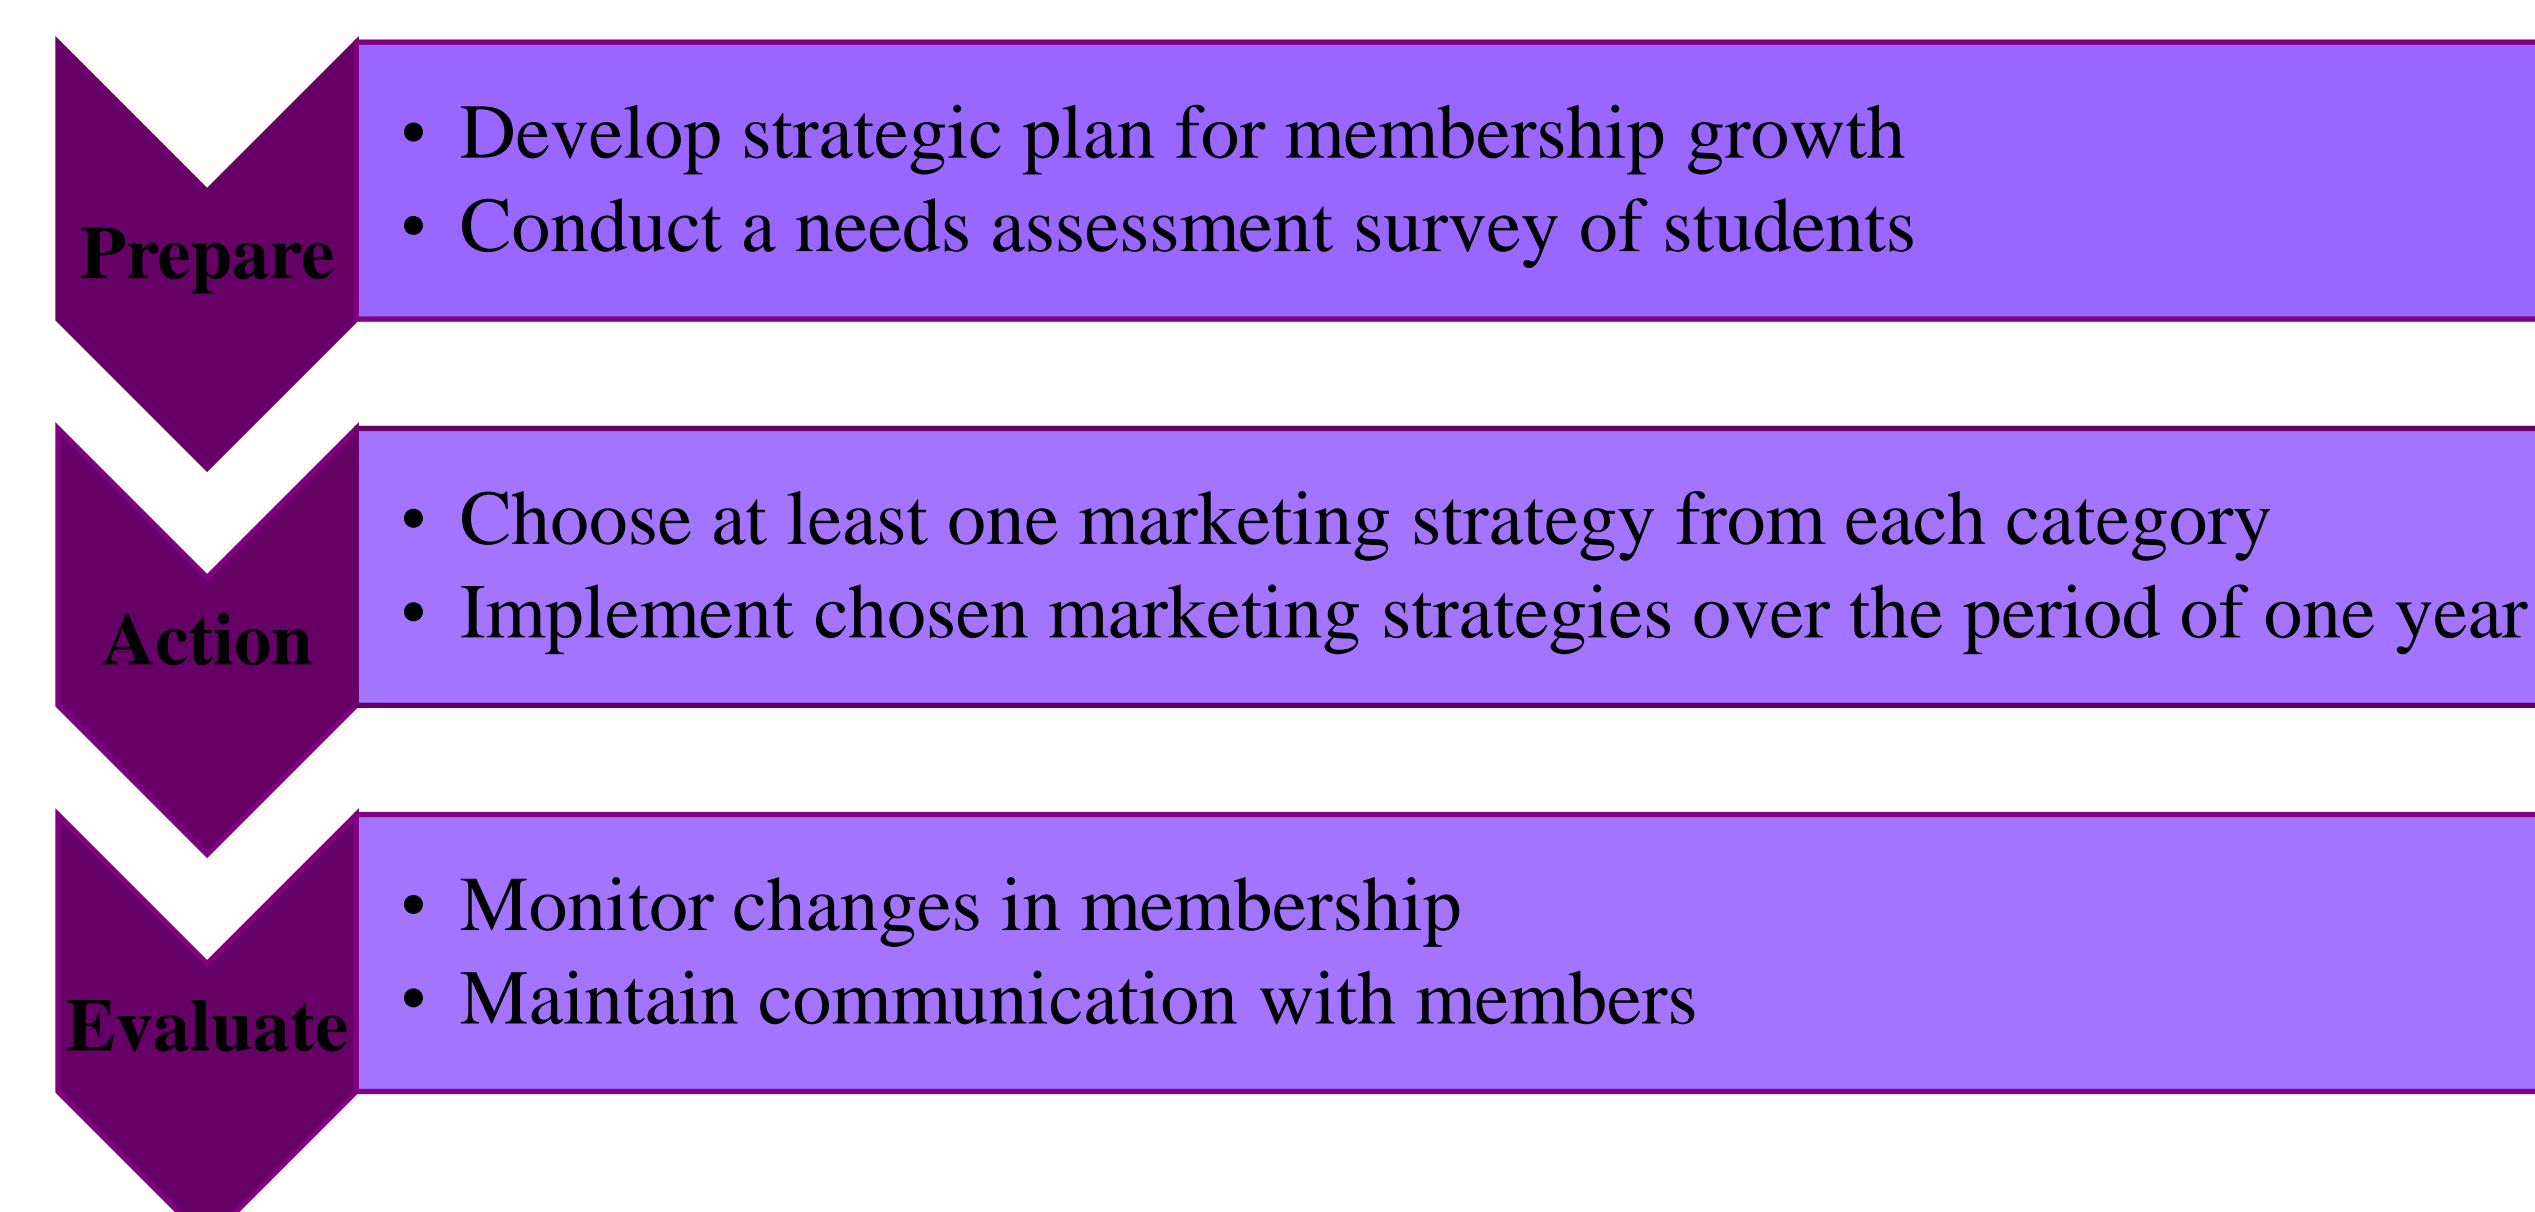 Prepare
• Develop strategic plan for membership growth
• Conduct a needs assessment survey of students
Action
• Choose at least one marketing strategy from each category
• Implement chosen marketing strategies over the period of one year
Evaluate
• Monitor changes in membership
• Maintain communication with members